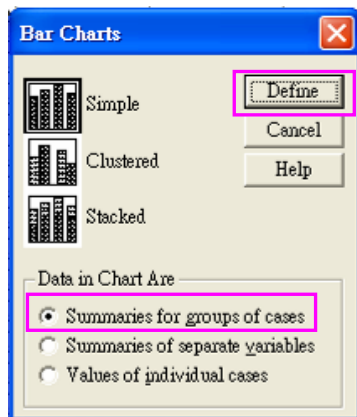 Bar Charts
Simple
Clustered
Stacked
Define
Cancel
Help
Data in Chart Are
Summaries for groups of cases
Summaries of separate variables
Values of individual cases